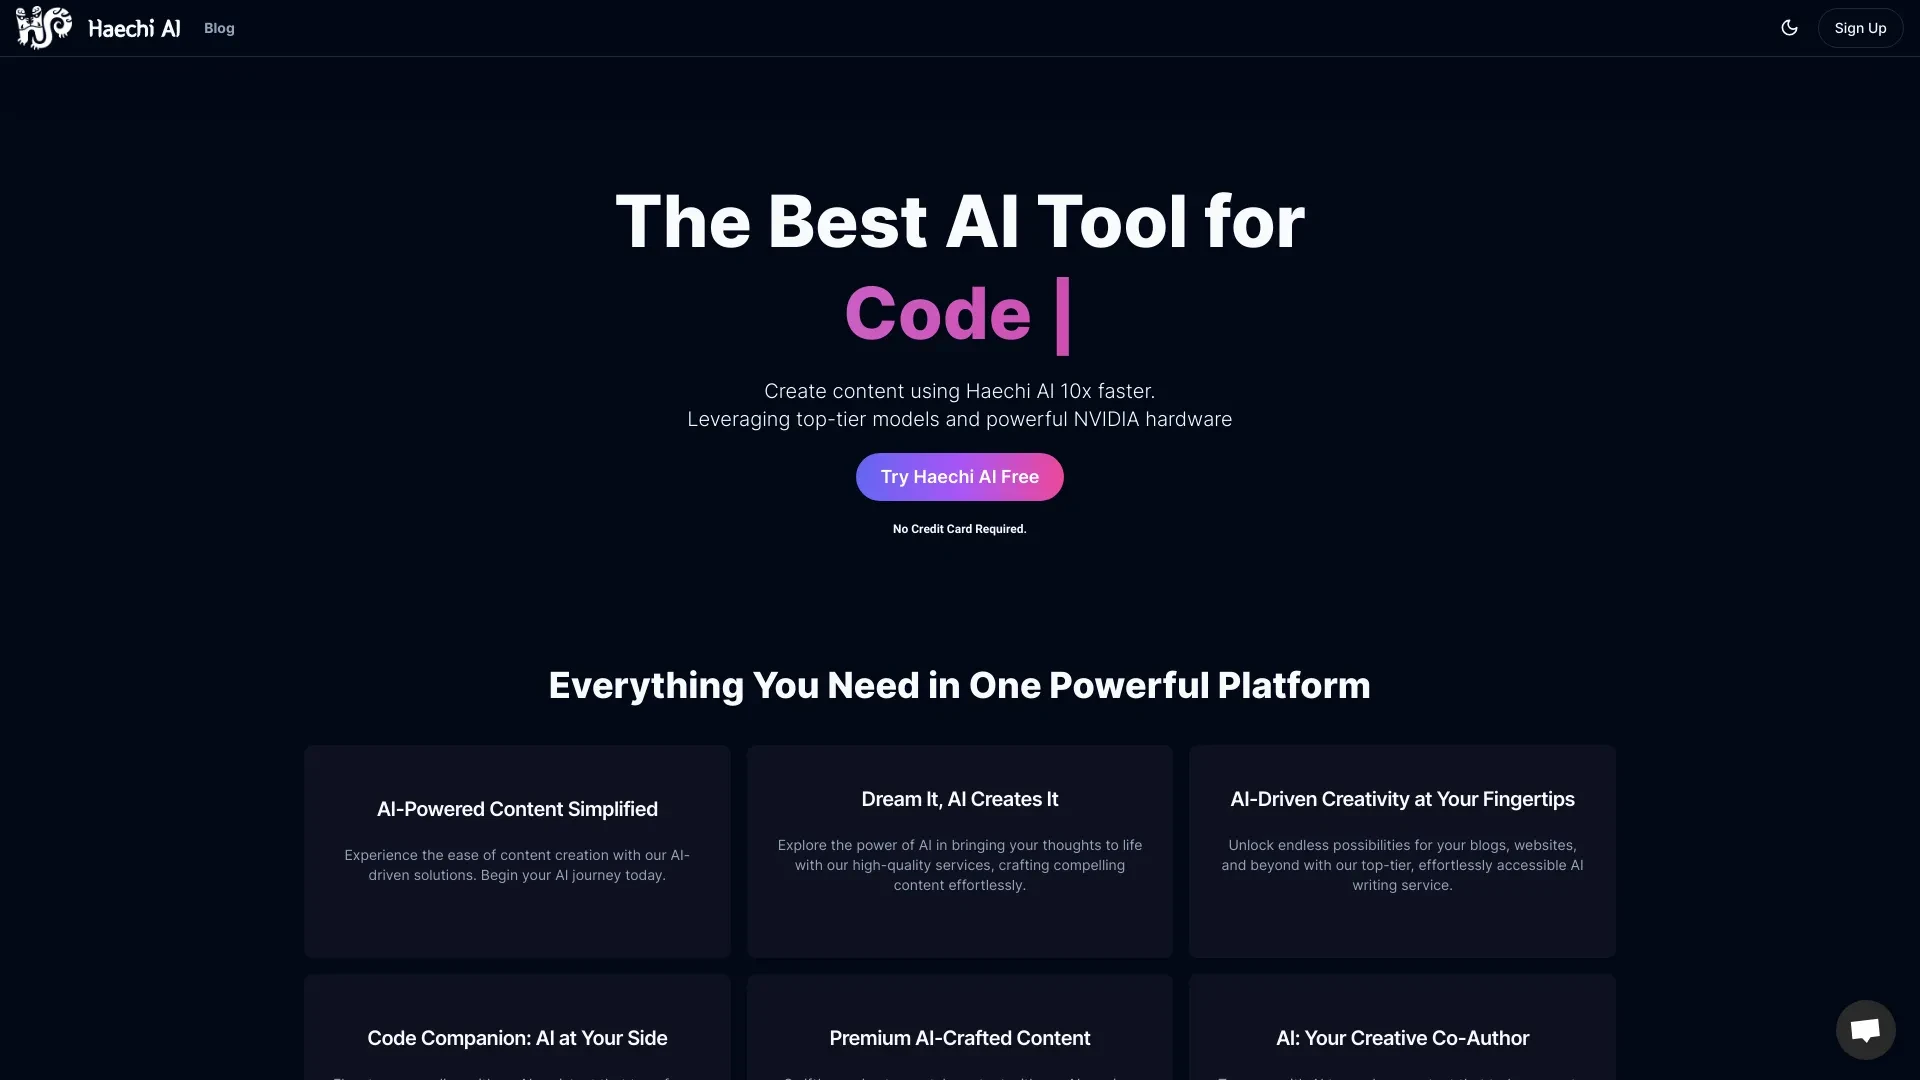 Haechi AI
Blog
Sign Up
The Best AI Tool for
Code |
Create content using Haechi AI 10x faster.
Leveraging top-tier models and powerful NVIDIA hardware
Try Haechi AI Free
No Credit Card Required.
Everything You Need in One Powerful Platform
AI-Powered Content Simplified
Experience the ease of content creation with our AI-
driven solutions. Begin your AI journey today.
Dream It, AI Creates It
Explore the power of AI in bringing your thoughts to life
with our high-quality services, crafting compelling
content effortlessly.
AI-Driven Creativity at Your Fingertips
Unlock endless possibilities for your blogs, websites,
and beyond with our top-tier, effortlessly accessible AI
writing service.
Code Companion: AI at Your Side
Premium AI-Crafted Content
AI: Your Creative Co-Author